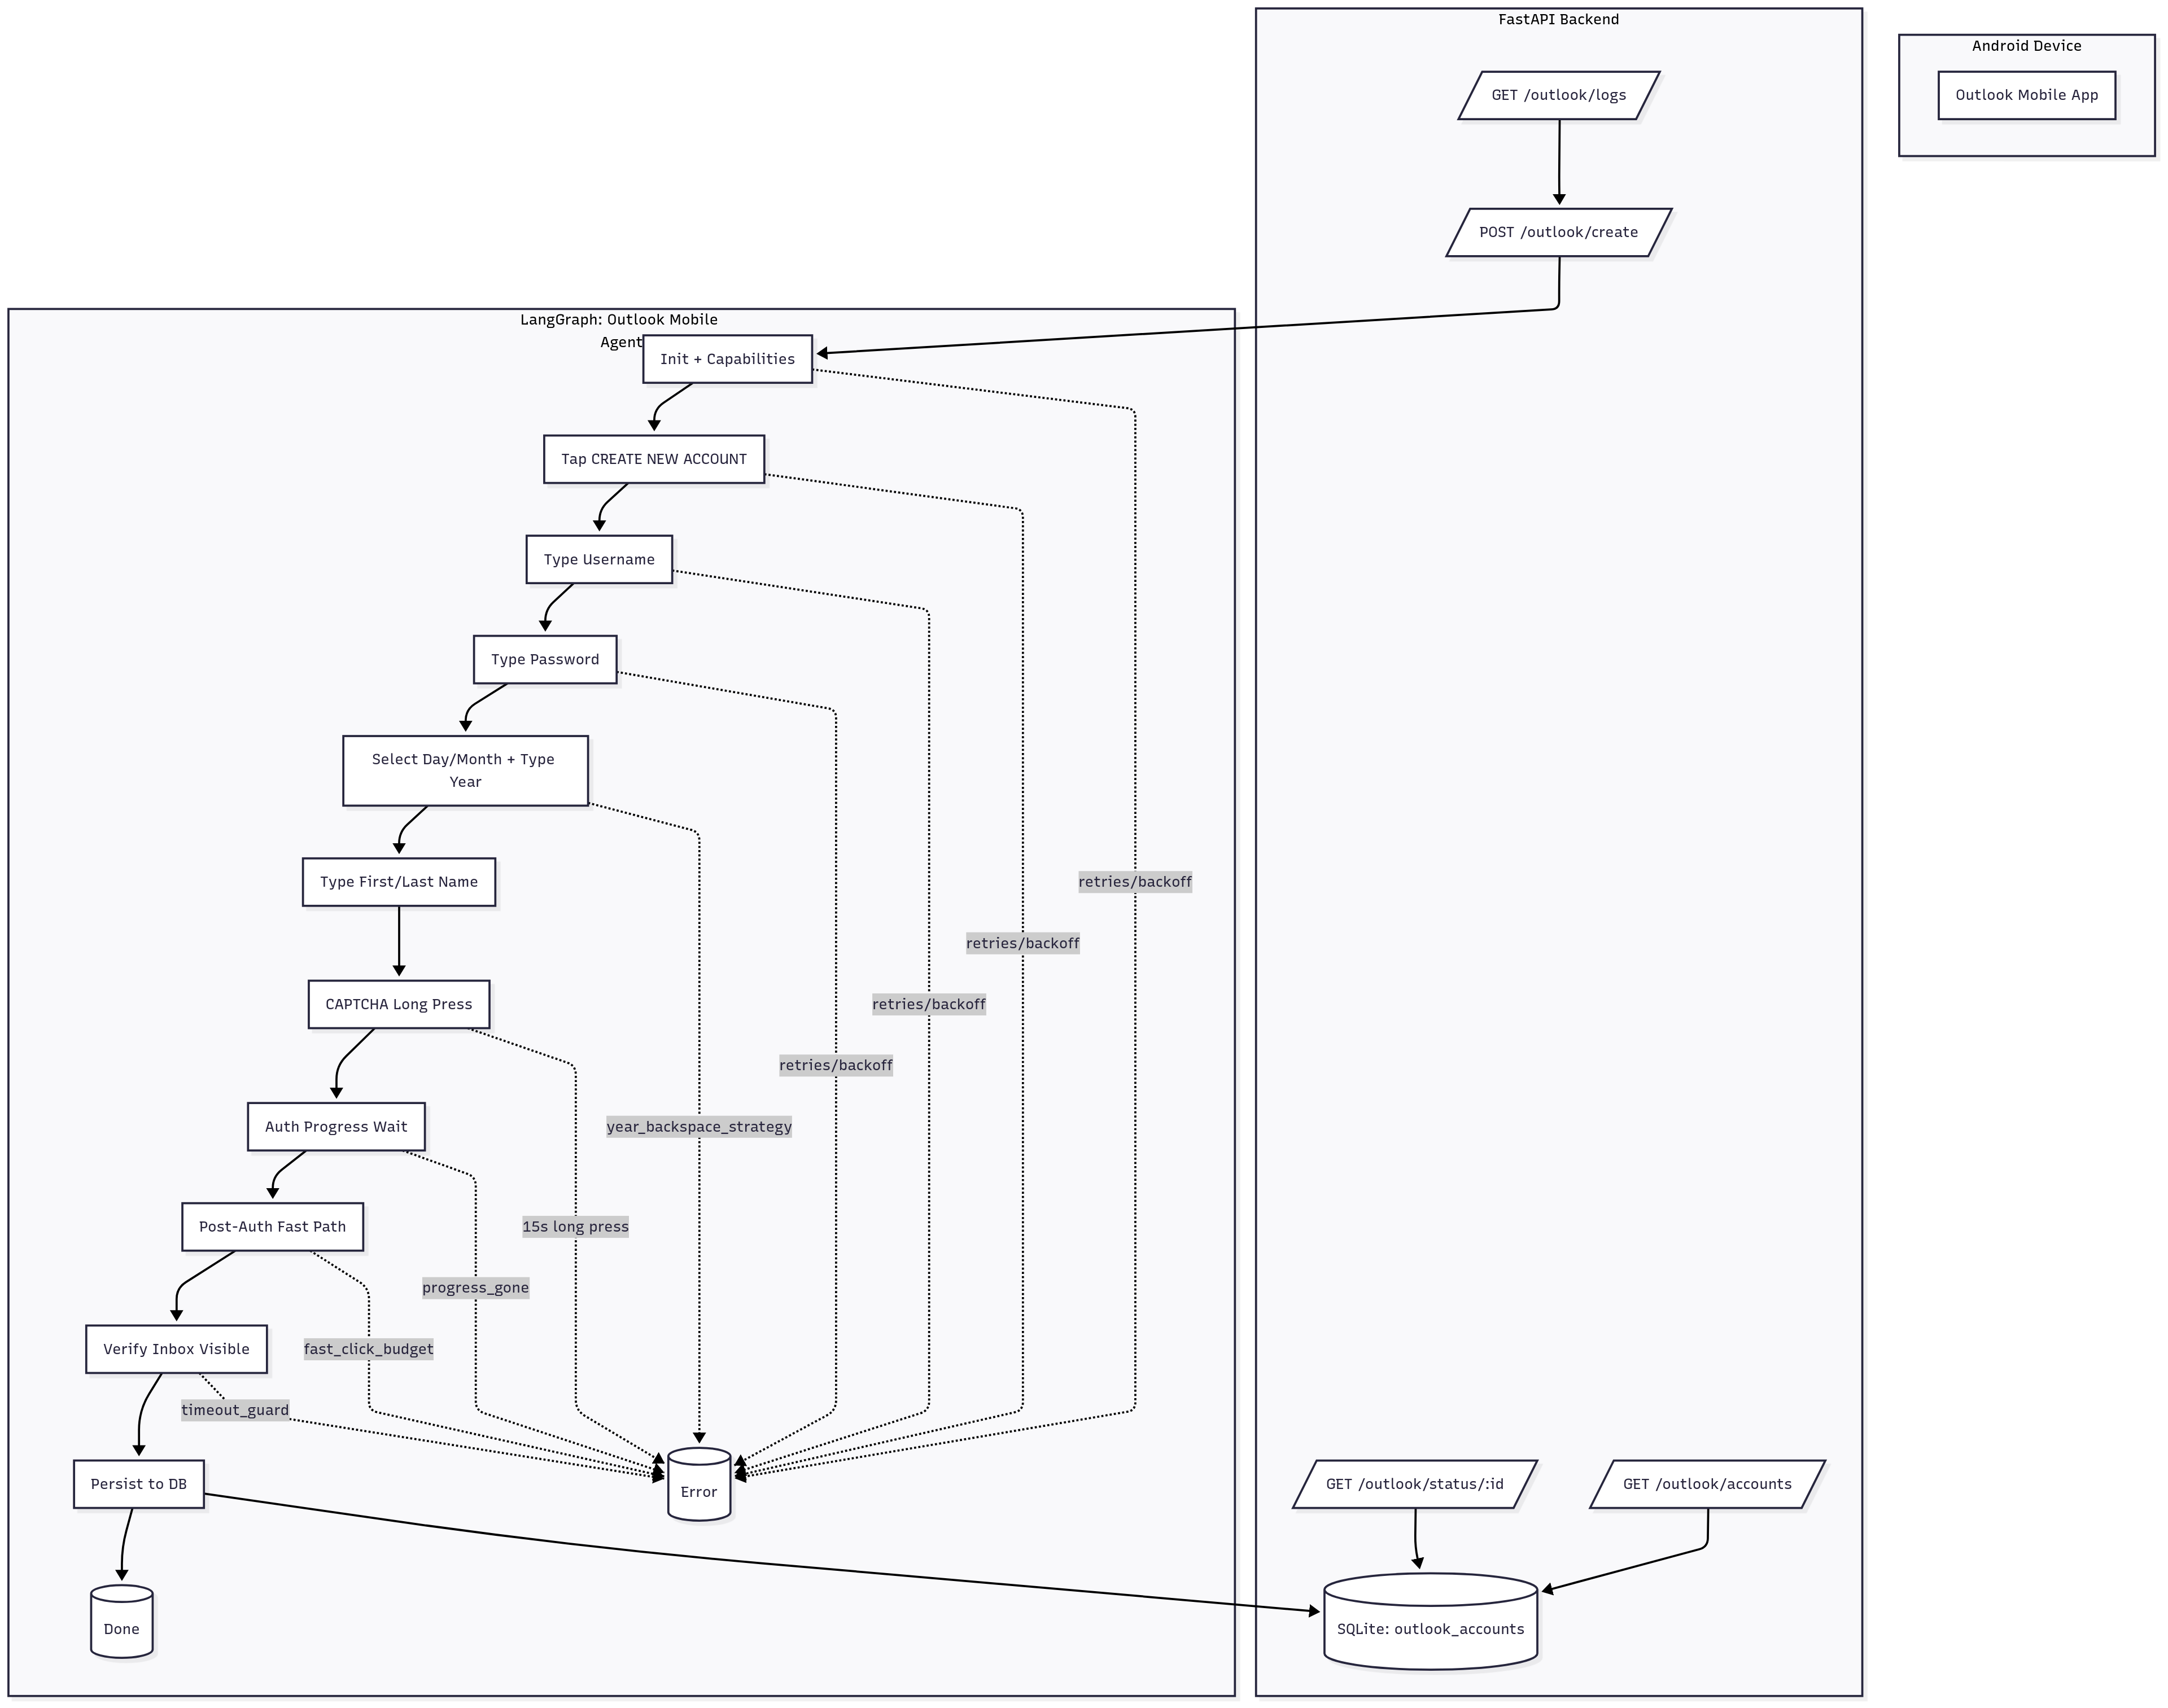 FastAPI Backend
Android Device
GET /outlook/logs
Outlook Mobile App
POST /outlook/create
LangGraph: Outlook Mobile
Agent
Init + Capabilities
Tap CREATE NEW ACCOUNT
Type Username
Type Password
Select Day/Month + Type
Year
Type First/Last Name
retries/backoff
retries/backoff
CAPTCHA Long Press
retries/backoff
retries/backoff
Auth Progress Wait
year_backspace_strategy
Post-Auth Fast Path
15s long press
progress_gone
Verify Inbox Visible
fast_click_budget
timeout_guard
Persist to DB
Error
GET /outlook/status/:id
GET /outlook/accounts
Done
SQLite: outlook_accounts